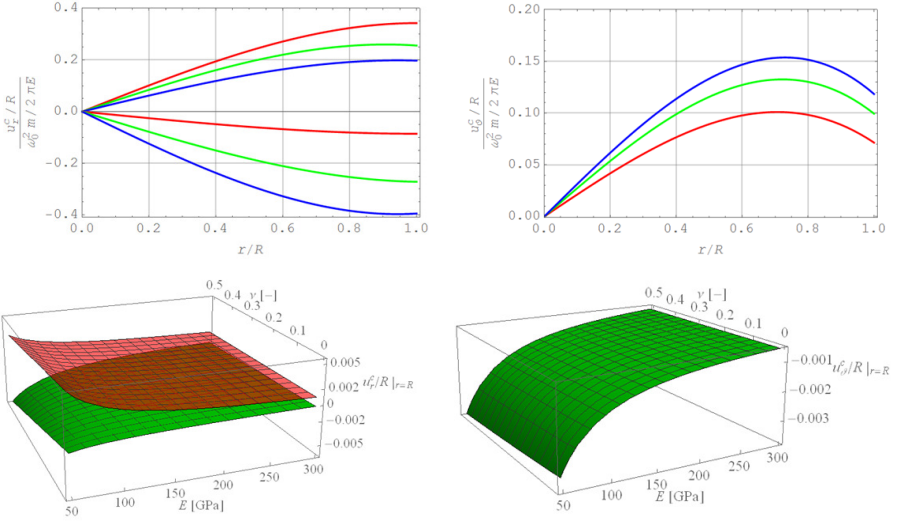 0.4
0.2
0.0
−0.2
−0.4
0.0 0.2 0.4 0.6 0.8 1.0
r/R
u_r^c / R
ω_0^2 m / 2 π E
0.20
0.15
0.10
0.05
0.00
0.0 0.2 0.4 0.6 0.8 1.0
r/R
u_ϑ^c / R
ω_0^2 m / 2 π E
0.5 0.4 0.3 0.2 0.1 0
ν [−]
0.005
0.002
0
−0.002
−0.005
u_r^c/R |r=R
50 100 150 200 250 300
E [GPa]
0.5 0.4 0.3 0.2 0.1 0
ν [−]
−0.001
−0.002
−0.003
u_ϑ^c/R |r=R
50 100 150 200 250 300
E [GPa]